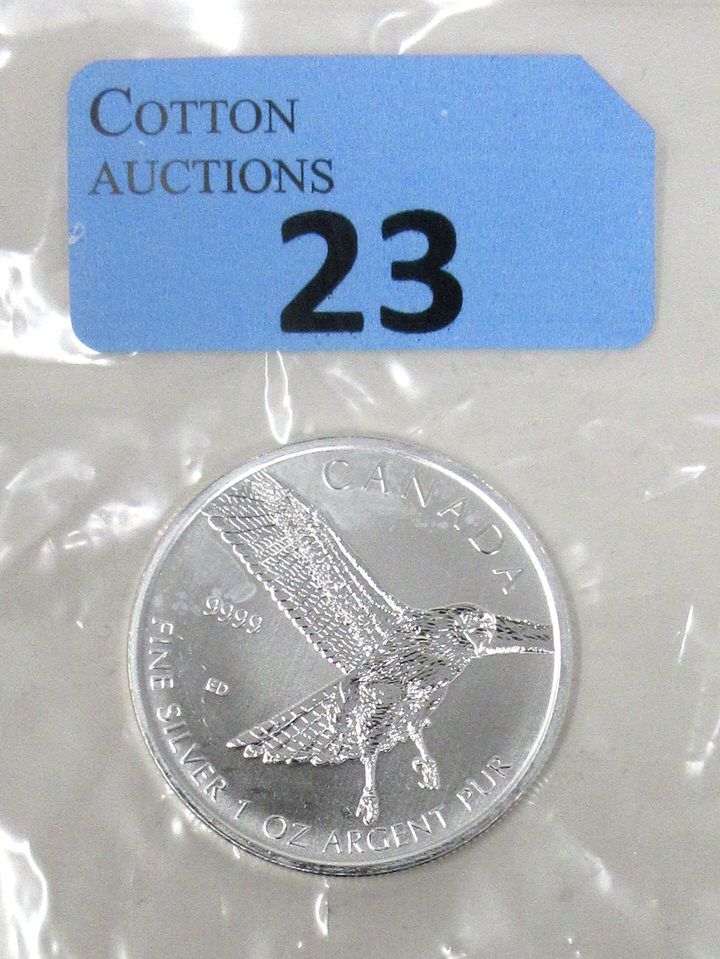 COTTON
AUCTIONS
23
CANADA
9999
ED
FINE SILVER 1 OZ ARGENT PUR